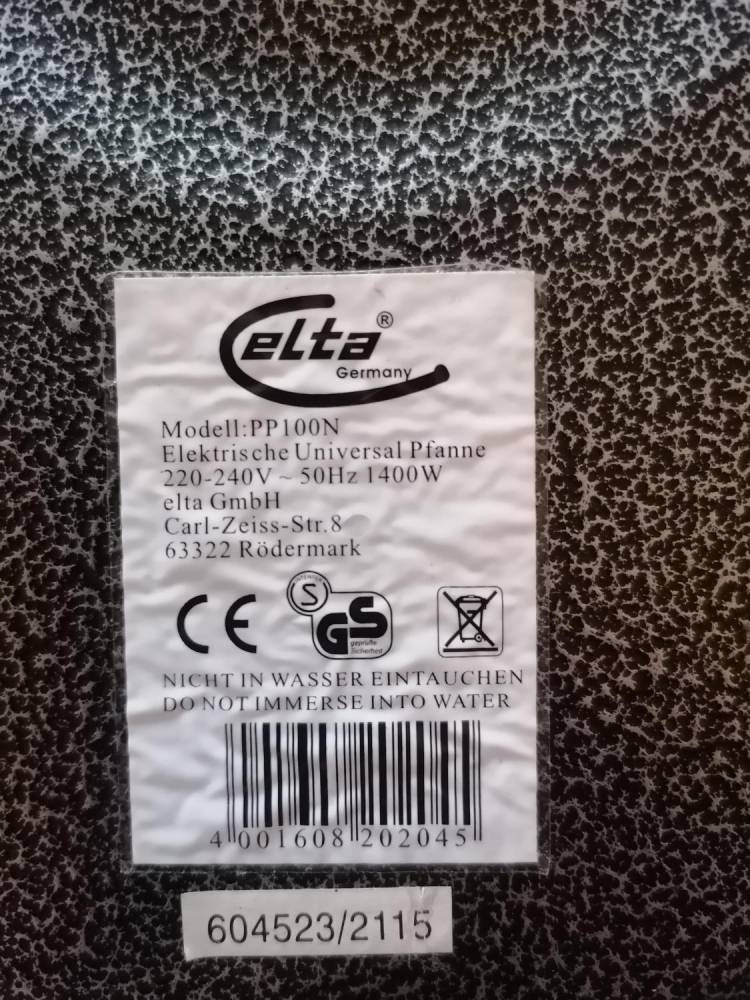 elta®
Germany
Modell:PP100N
Elektrische Universal Pfanne
220-240V ~ 50Hz 1400W
elta GmbH
Carl-Zeiss-Str.8
63322 Rödermark
CE
S
GS
geprüfte
Sicherheit
NICHT IN WASSER EINTAUCHEN
DO NOT IMMERSE INTO WATER
4 001608 202045
604523/2115